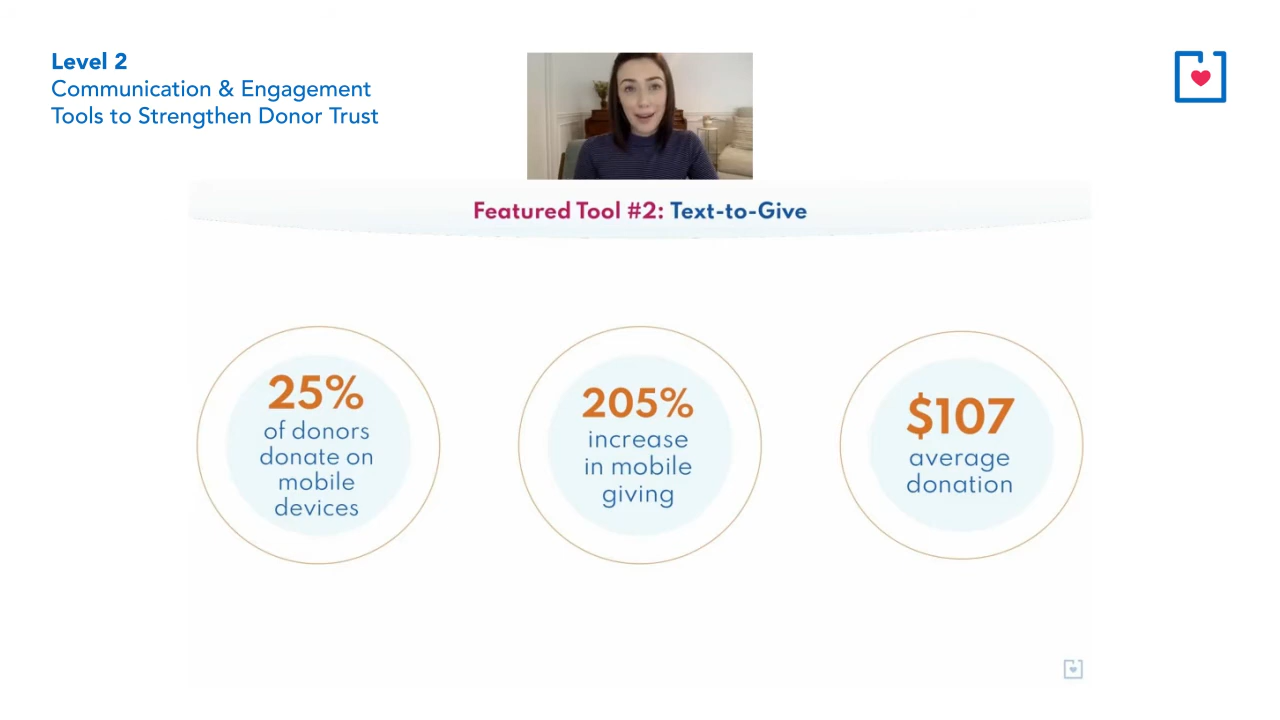 Level 2
Communication & Engagement
Tools to Strengthen Donor Trust
Featured Tool #2: Text-to-Give
25%
of donors
donate on
mobile
devices
205%
increase
in mobile
giving
$107
average
donation